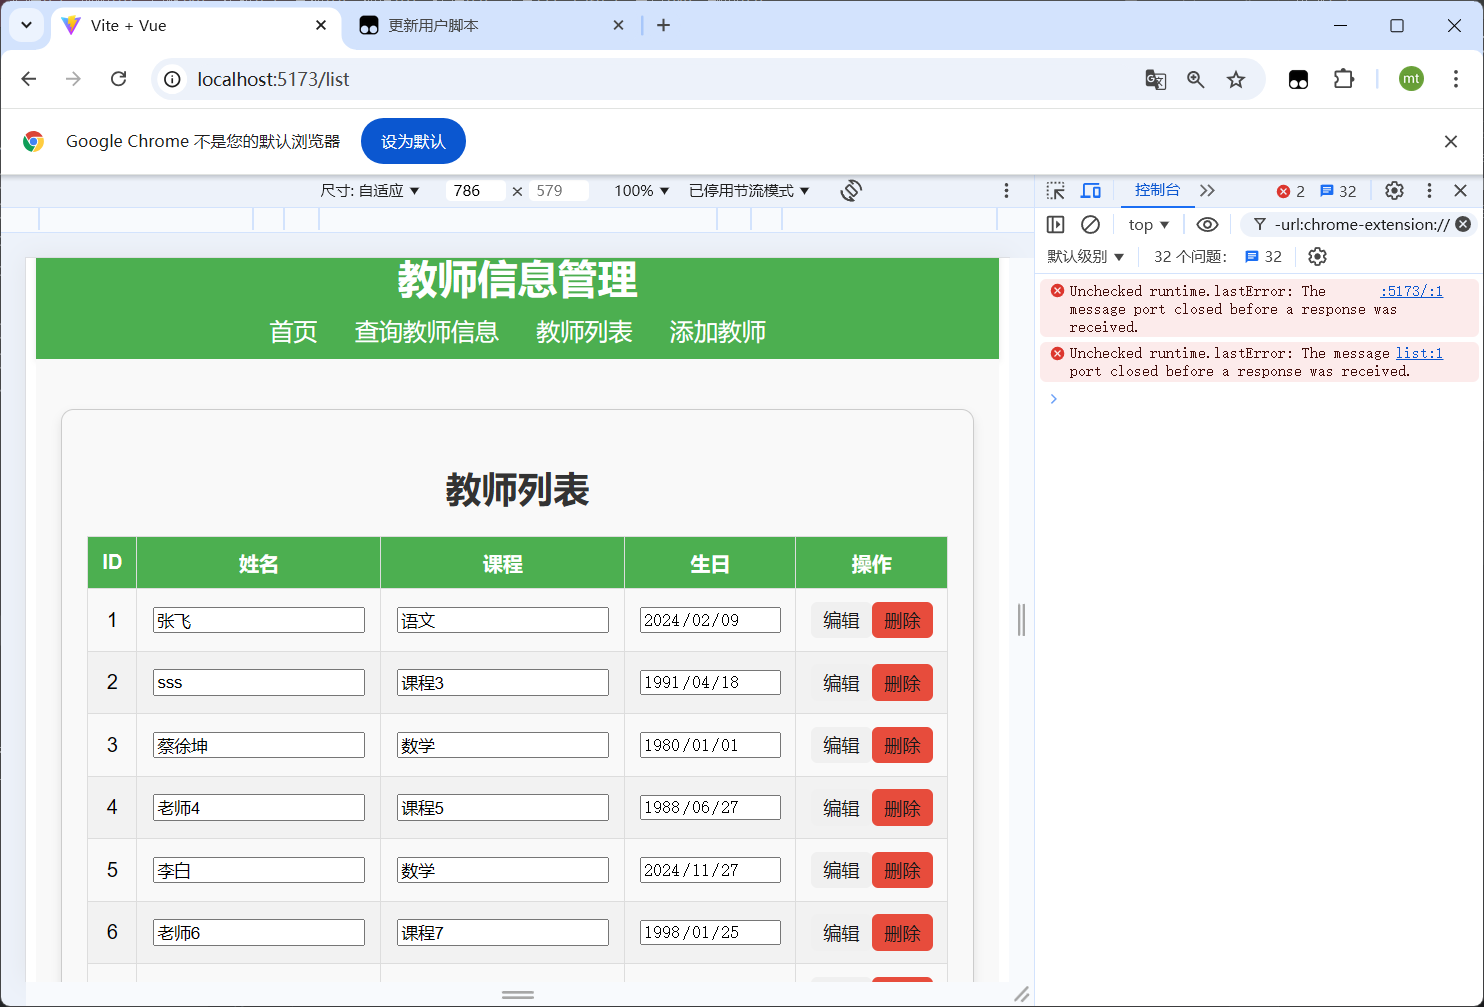 Vite + Vue
更新用户脚本
localhost:5173/list
mt
Google Chrome 不是您的默认浏览器
设为默认
尺寸: 自适应 786 × 579 100% 已停用节流模式
控制台 2 32
top -url:chrome-extension://
默认级别 32 个问题: 32
Unchecked runtime.lastError: The :5173/:1
message port closed before a response was
received.
Unchecked runtime.lastError: The message list:1
port closed before a response was received.
教师信息管理
首页 查询教师信息 教师列表 添加教师
教师列表
ID 姓名 课程 生日 操作
1 张飞 语文 2024/02/09 编辑 删除
2 sss 课程3 1991/04/18 编辑 删除
3 蔡徐坤 数学 1980/01/01 编辑 删除
4 老师4 课程5 1988/06/27 编辑 删除
5 李白 数学 2024/11/27 编辑 删除
6 老师6 课程7 1998/01/25 编辑 删除